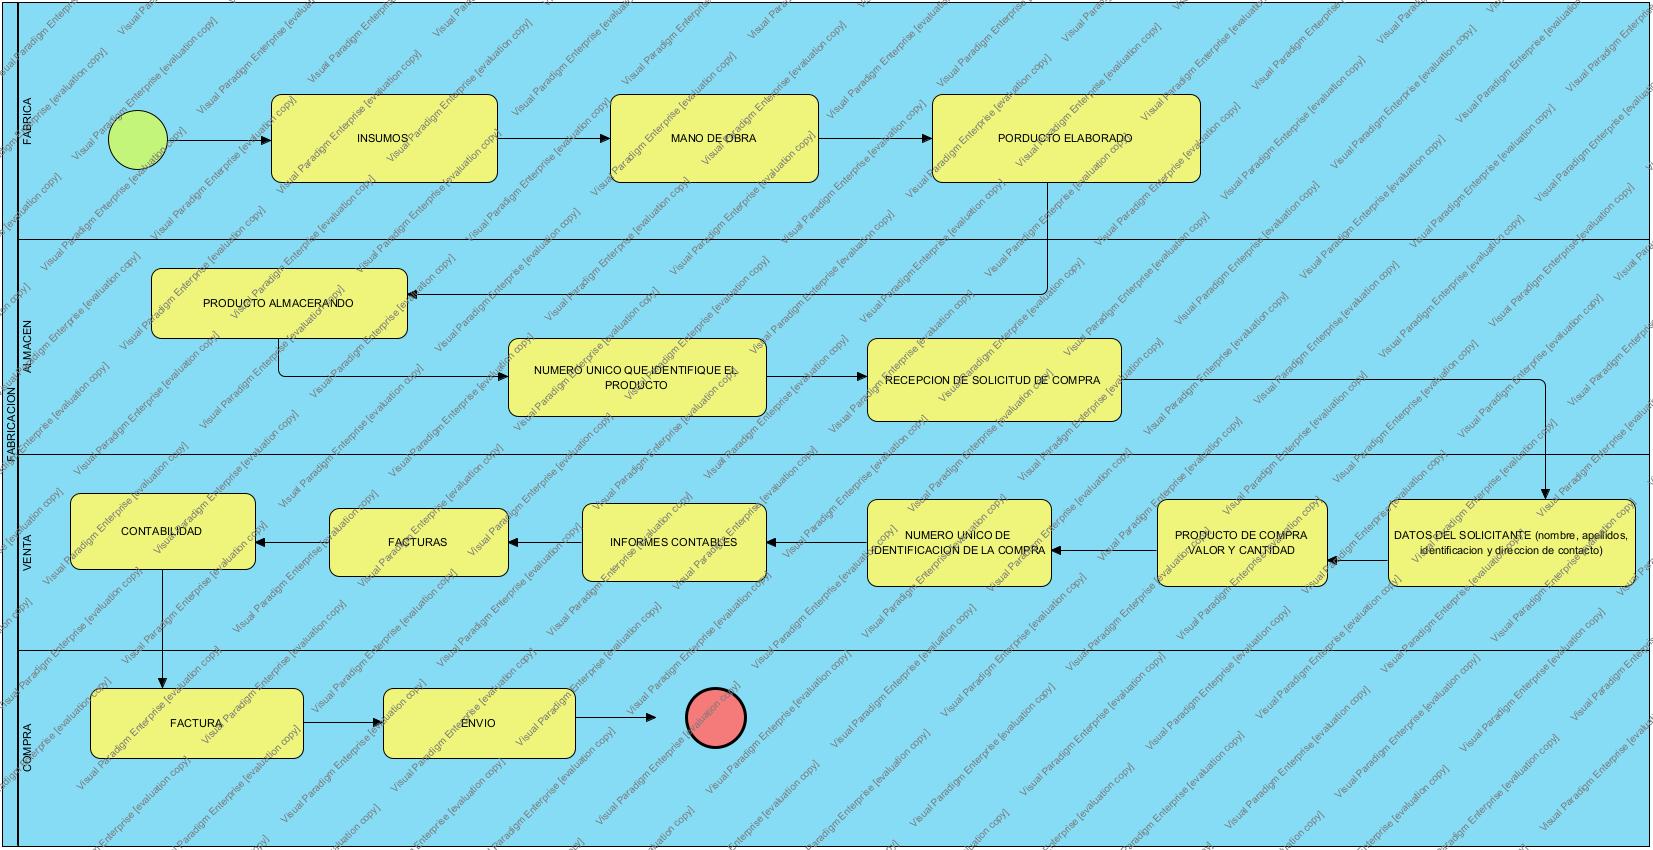 FABRICACION
FABRICA
INSUMOS
MANO DE OBRA
PORDUCTO ELABORADO
ALMACEN
PRODUCTO ALMACERANDO
NUMERO UNICO QUE IDENTIFIQUE EL
PRODUCTO
RECEPCION DE SOLICITUD DE COMPRA
VENTA
CONTABILIDAD
FACTURAS
INFORMES CONTABLES
NUMERO UNICO DE
IDENTIFICACION DE LA COMPRA
PRODUCTO DE COMPRA
VALOR Y CANTIDAD
DATOS DEL SOLICITANTE (nombre, apellidos,
identificacion y direccion de contacto)
COMPRA
FACTURA
ENVIO
Visual Paradigm Enterprise [evaluation copy]